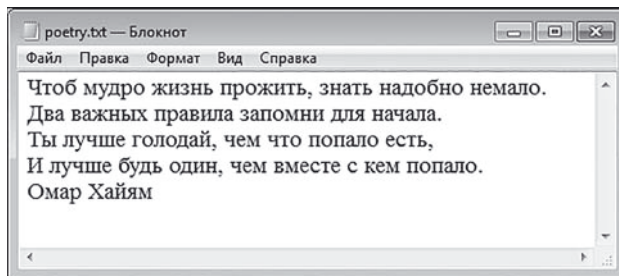 poetry.txt — Блокнот
Файл Правка Формат Вид Справка
Чтоб мудро жизнь прожить, знать надобно немало.
Два важных правила запомни для начала.
Ты лучше голодай, чем что попало есть,
И лучше будь один, чем вместе с кем попало.
Омар Хайям